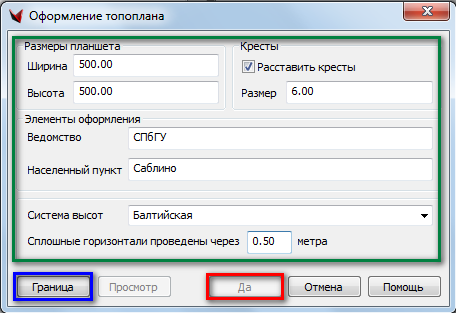 Оформление топоплана
Размеры планшета
Кресты
Ширина 500.00
Расставить кресты
Высота 500.00
Размер 6.00
Элементы оформления
Ведомство СПбГУ
Населенный пункт Саблино
Система высот Балтийская
Сплошные горизонтали проведены через 0.50 метра
Граница Просмотр Да Отмена Помощь